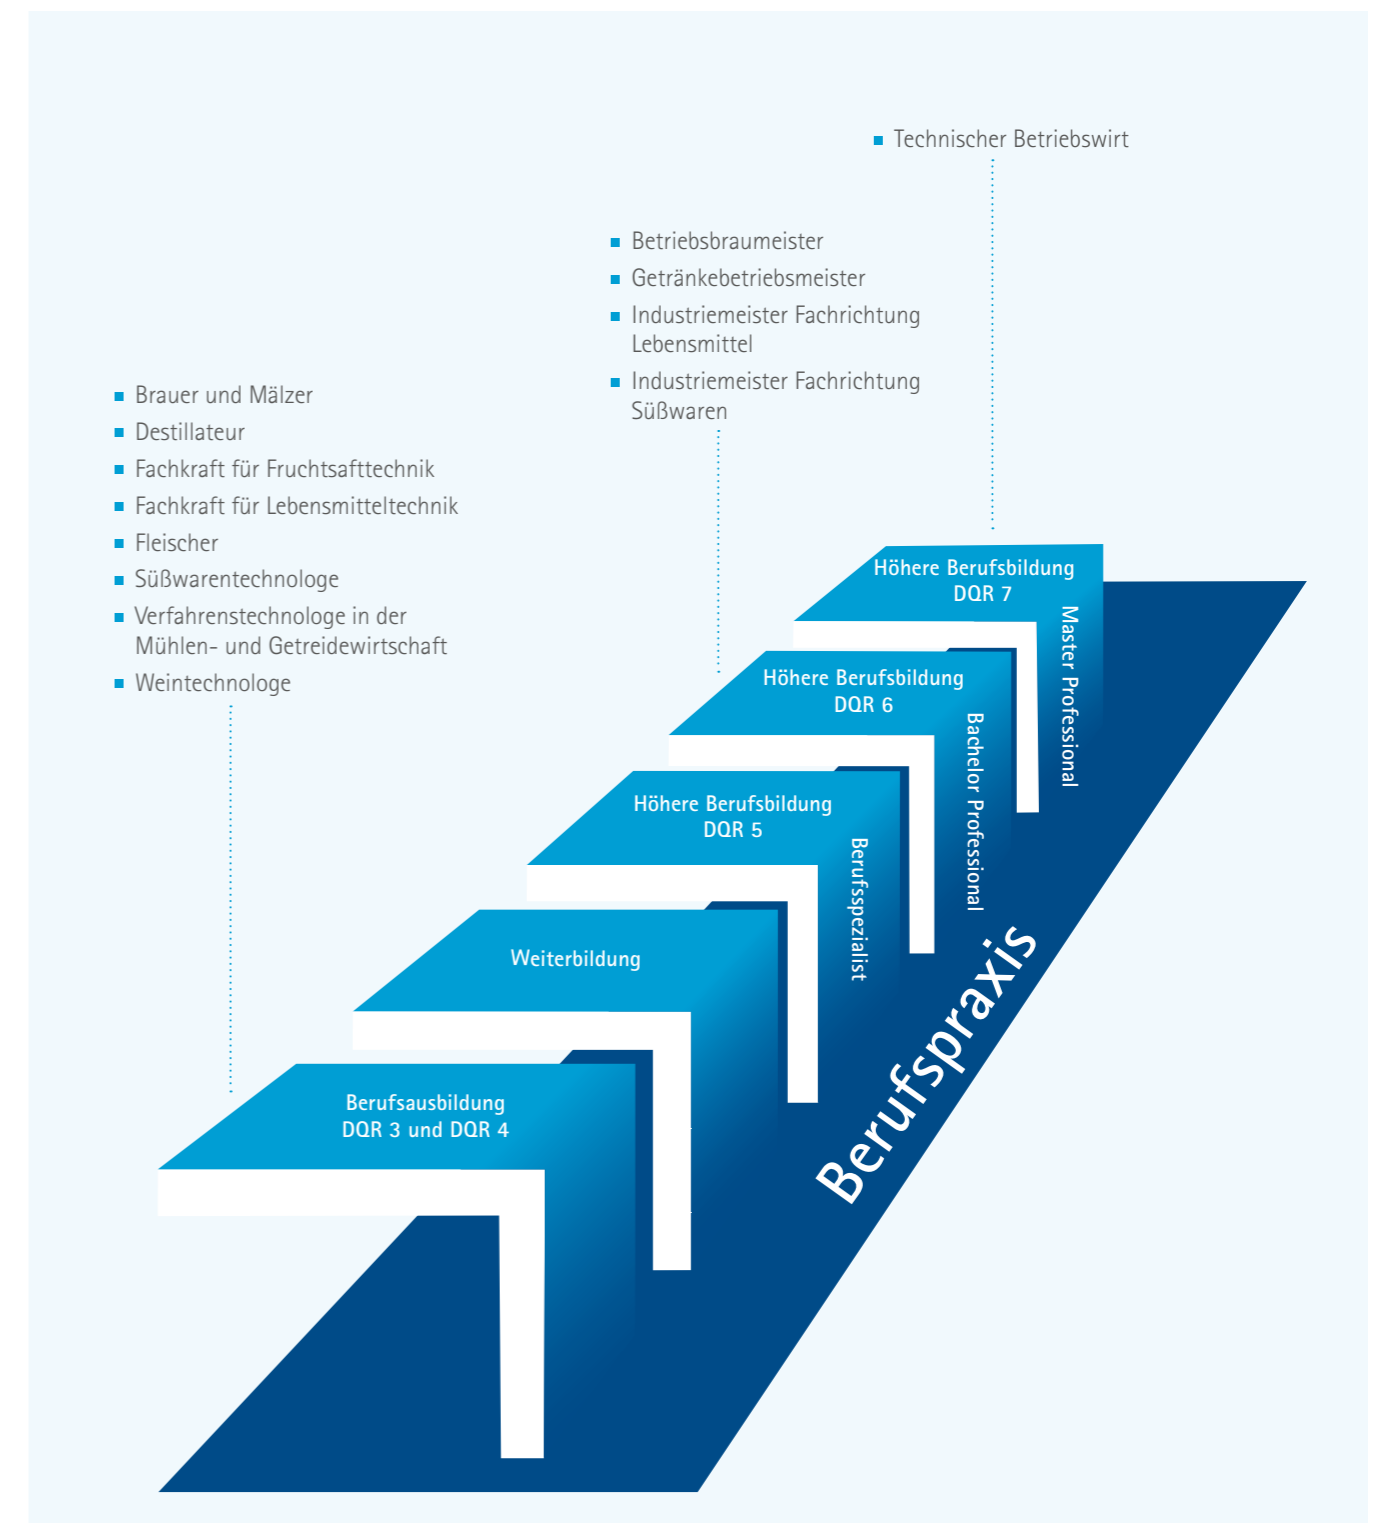 Technischer Betriebswirt
Betriebsbraumeister
Getränkebetriebsmeister
Industriemeister Fachrichtung
Lebensmittel
Industriemeister Fachrichtung
Süßwaren
Brauer und Mälzer
Destillateur
Fachkraft für Fruchtsafttechnik
Fachkraft für Lebensmitteltechnik
Fleischer
Süßwarentechnologe
Verfahrenstechnologe in der
Mühlen- und Getreidewirtschaft
Weintechnologe
Höhere Berufsbildung
DQR 7
Master Professional
Höhere Berufsbildung
DQR 6
Bachelor Professional
Höhere Berufsbildung
DQR 5
Berufsspezialist
Weiterbildung
Berufsausbildung
DQR 3 und DQR 4
Berufspraxis